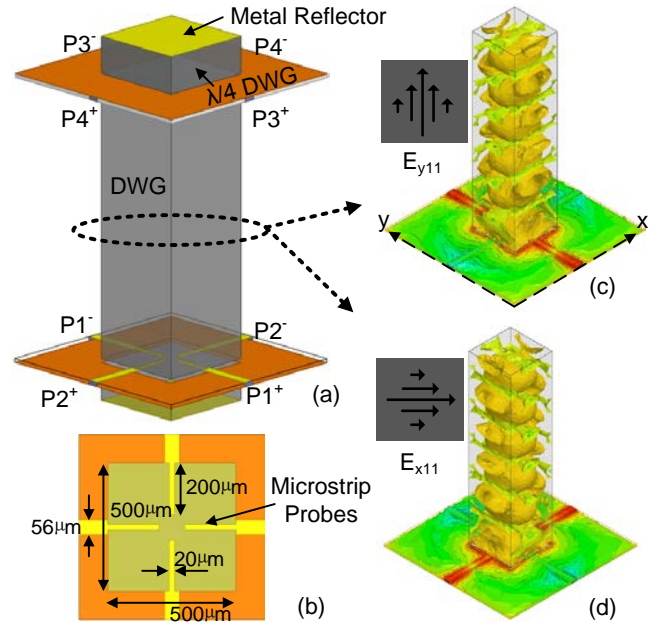 Metal Reflector
P3-
P4-
λ/4 DWG
P4+
P3+
DWG
P1-
P2-
P2+
P1+
(a)
200μm
500μm
Microstrip
Probes
56μm
20μm
500μm
(b)
Ey11
y
x
(c)
Ex11
(d)